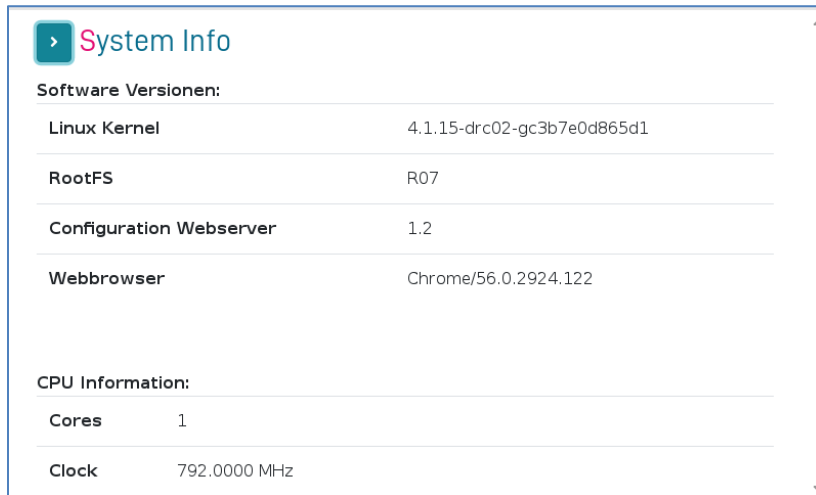 System Info
Software Versionen:
Linux Kernel 4.1.15-drc02-gc3b7e0d865d1
RootFS R07
Configuration Webserver 1.2
Webbrowser Chrome/56.0.2924.122
CPU Information:
Cores 1
Clock 792.0000 MHz